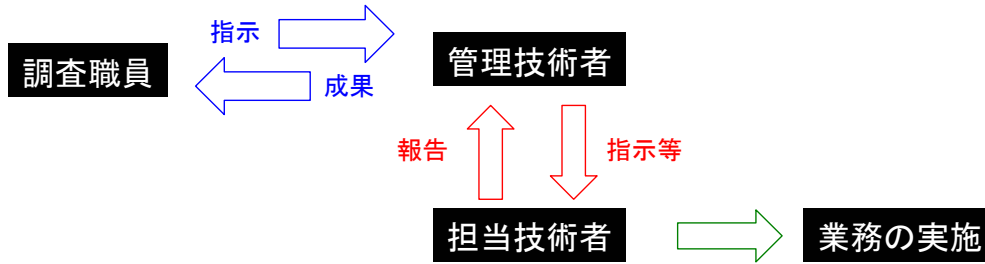 指示
調査職員
管理技術者
成果
報告
指示等
担当技術者
業務の実施